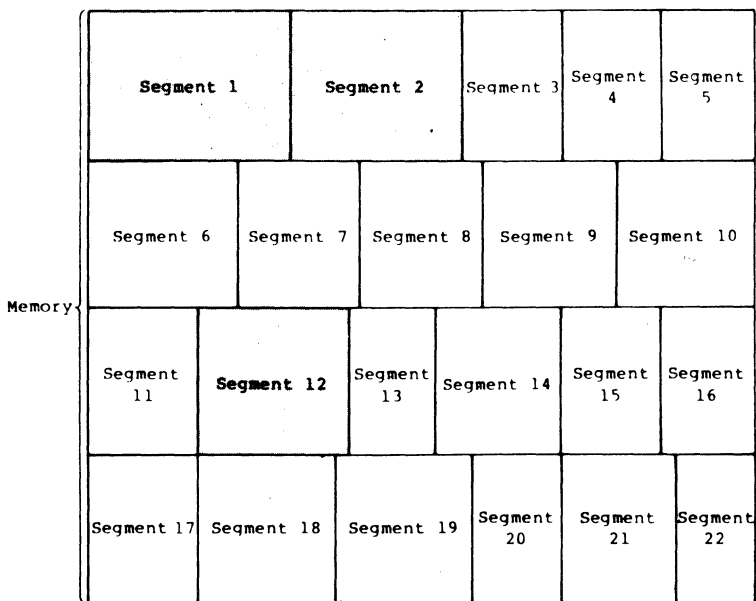 Segment 1
Segment 2
Segment 3
Segment
4
Segment
5
Segment 6
Segment 7
Segment 8
Segment 9
Segment 10
Memory
Segment
11
Segment 12
Segment
13
Segment 14
Segment
15
Segment
16
Segment 17
Segment 18
Segment 19
Segment
20
Segment
21
Segment
22